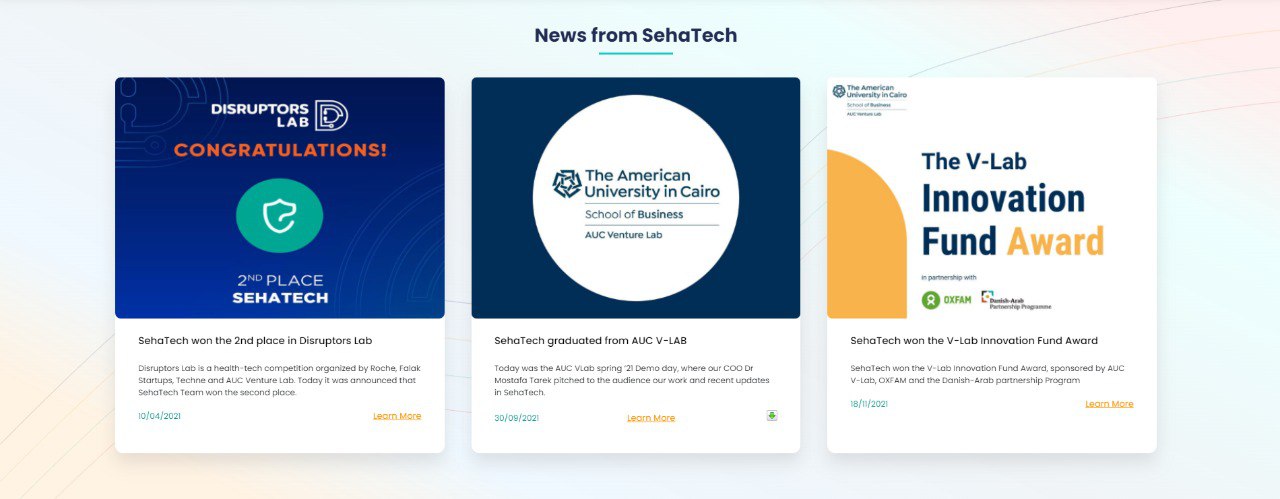 News from SehaTech
DISRUPTORS
LAB
CONGRATULATIONS!
2ND PLACE
SEHATECH
SehaTech won the 2nd place in Disruptors Lab
Disruptors Lab is a health-tech competition organized by Roche, Falak
Startups, Techne and AUC Venture Lab. Today it was announced that
SehaTech Team won the second place.
10/04/2021
Learn More
The American
University in Cairo
School of Business
AUC Venture Lab
SehaTech graduated from AUC V-LAB
Today was the AUC VLab spring '21 Demo day, where our COO Dr
Mostafa Tarek pitched to the audience our work and recent updates
in SehaTech.
30/09/2021
Learn More
The American
University in Cairo
School of Business
AUC Venture Lab
The V-Lab
Innovation
Fund Award
in partnership with
OXFAM
Danish-Arab
Partnership Programme
SehaTech won the V-Lab Innovation Fund Award
SehaTech won the V-Lab Innovation Fund Award, sponsored by AUC
V-Lab, OXFAM and the Danish-Arab partnership Program
18/11/2021
Learn More